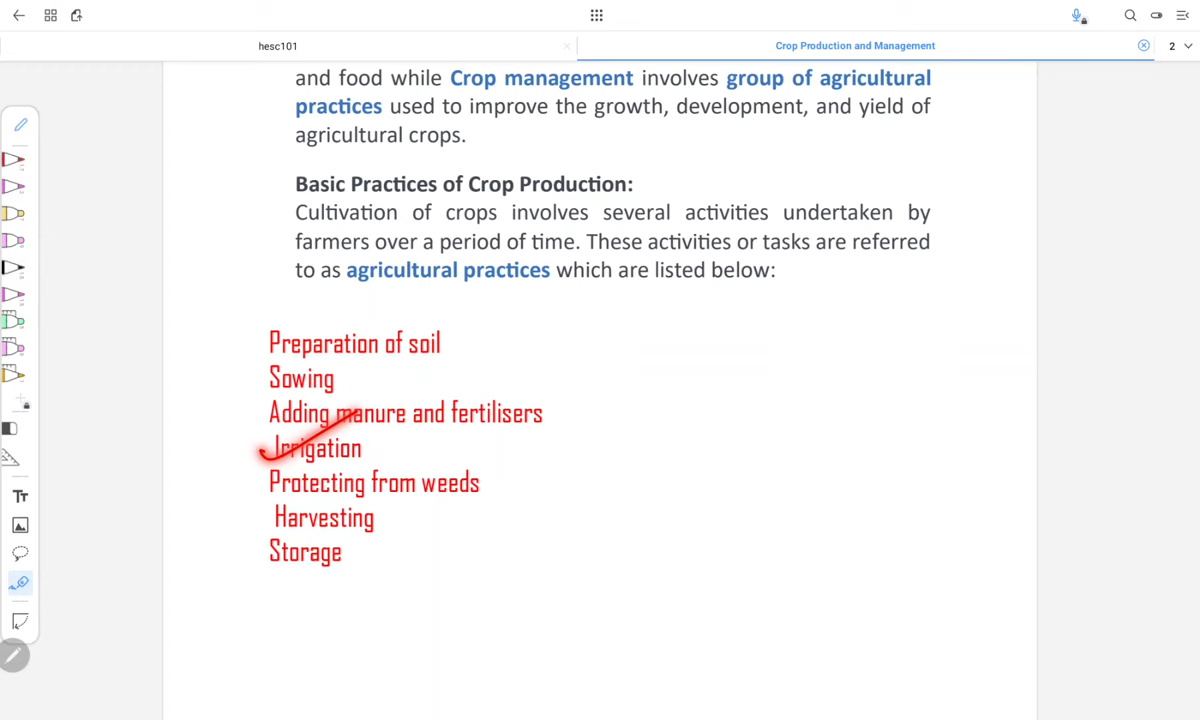 hesc101
Crop Production and Management
2
and food while Crop management involves group of agricultural
practices used to improve the growth, development, and yield of
agricultural crops.
Basic Practices of Crop Production:
Cultivation of crops involves several activities undertaken by
farmers over a period of time. These activities or tasks are referred
to as agricultural practices which are listed below:
Preparation of soil
Sowing
Adding manure and fertilisers
Irrigation
Protecting from weeds
Harvesting
Storage
Tт